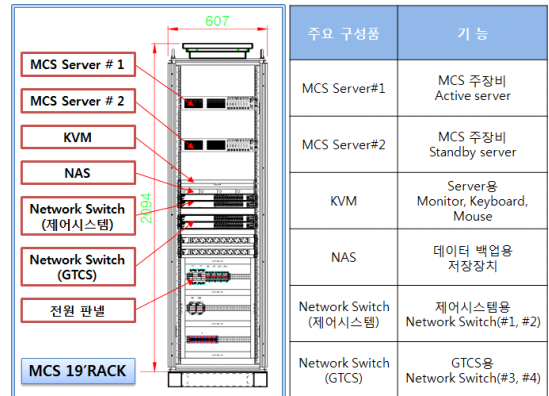 607
2094
MCS Server # 1
MCS Server # 2
KVM
NAS
Network Switch
(제어시스템)
Network Switch
(GTCS)
전원 판넬
MCS 19'RACK
주요 구성품
기 능
MCS Server#1
MCS 주장비
Active server
MCS Server#2
MCS 주장비
Standby server
KVM
Server용
Monitor, Keyboard,
Mouse
NAS
데이터 백업용
저장장치
Network Switch
(제어시스템)
제어시스템용
Network Switch(#1, #2)
Network Switch
(GTCS)
GTCS용
Network Switch(#3, #4)